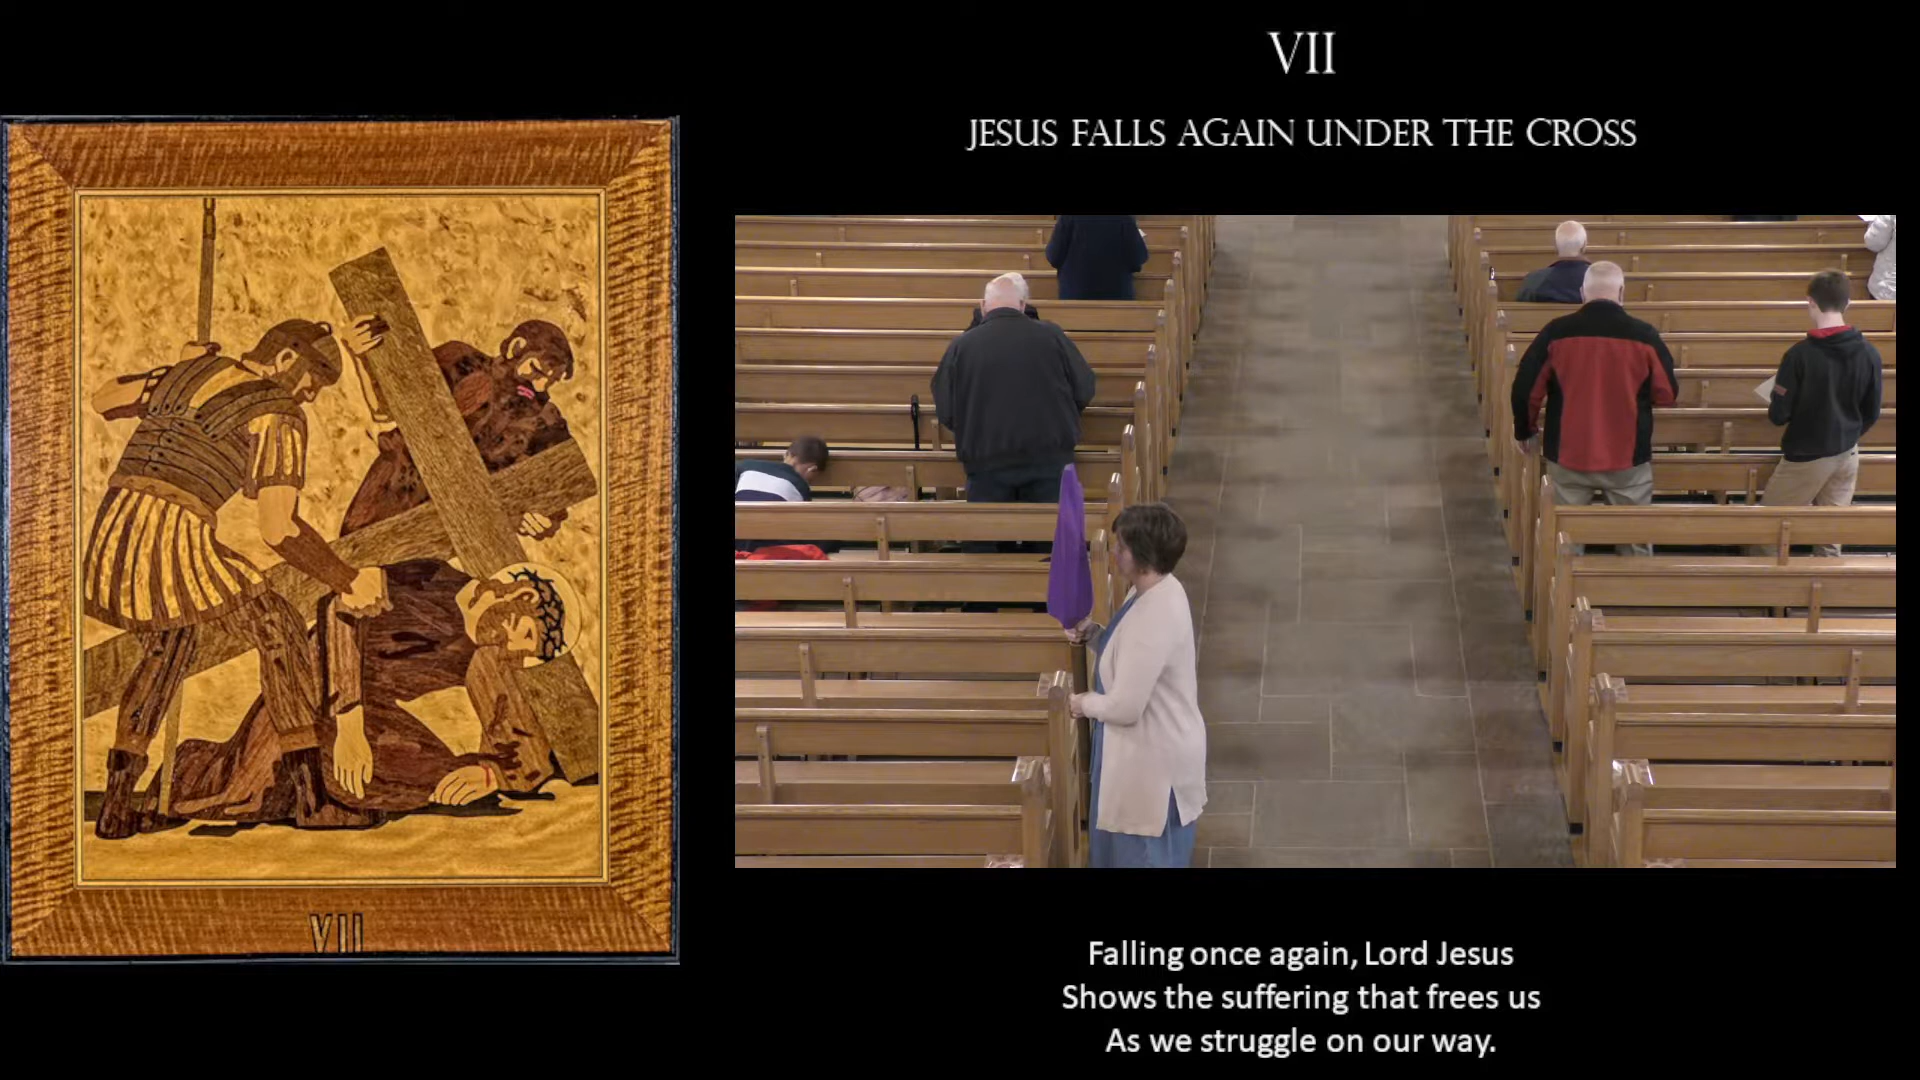 VII
JESUS FALLS AGAIN UNDER THE CROSS
VII
Falling once again, Lord Jesus
Shows the suffering that frees us
As we struggle on our way.